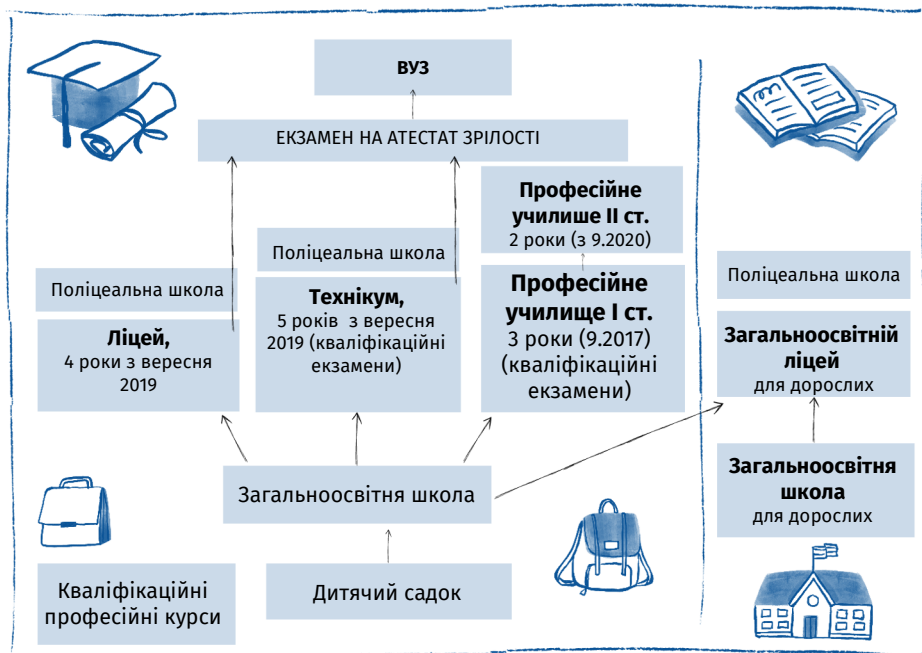 ВУЗ
ЕКЗАМЕН НА АТЕСТАТ ЗРІЛОСТІ
Професійне
училише II ст.
2 роки (з 9.2020)
Поліцеальна школа
Поліцеальна школа
Ліцей,
4 роки з вересня
2019
Технікум,
5 років з вересня
2019 (кваліфікаційні
екзамени)
Професійне
училище I ст.
3 роки (9.2017)
(кваліфікаційні
екзамени)
Поліцеальна школа
Загальноосвітній
ліцей
для дорослих
Загальноосвітня школа
Загальноосвітня
школа
для дорослих
Кваліфікаційні
професійні курси
Дитячий садок